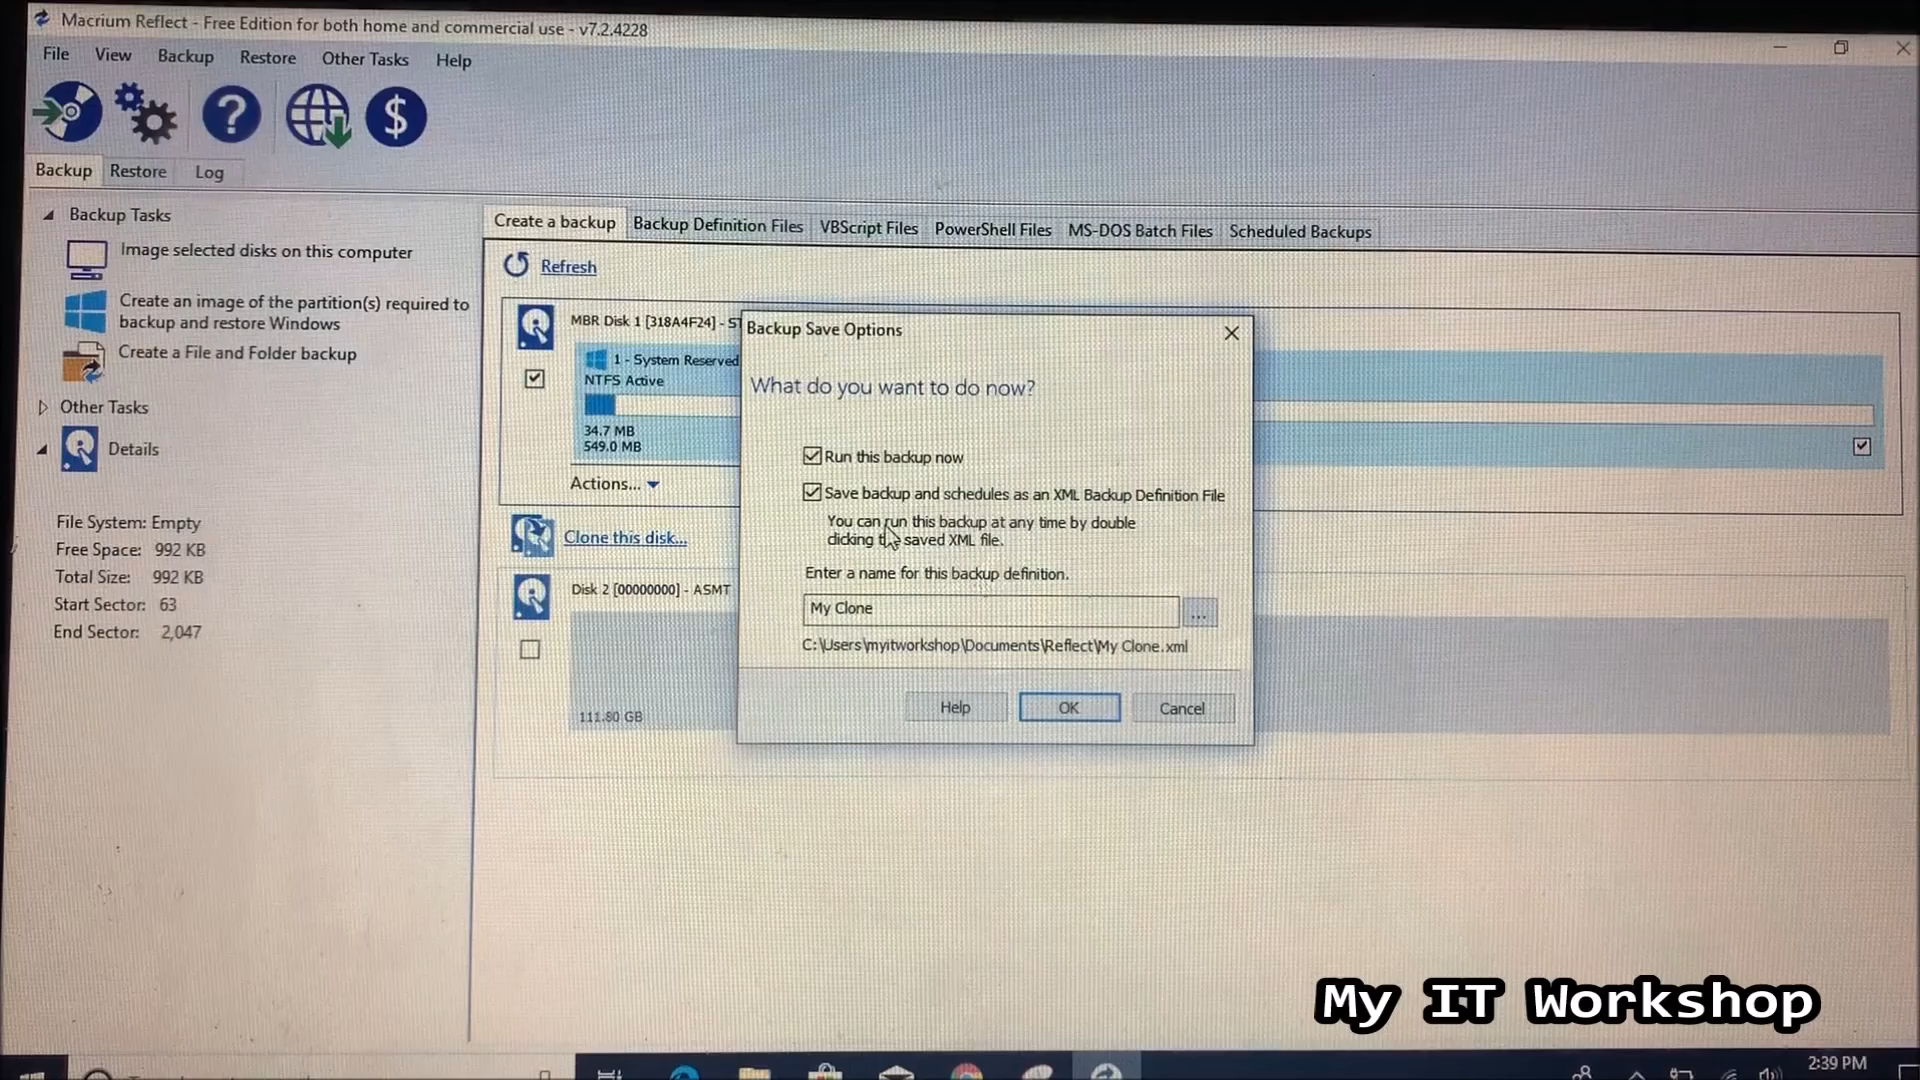 Macrium Reflect - Free Edition for both home and commercial use - v7.2.4228
File View Backup Restore Other Tasks Help
Backup Restore Log
Backup Tasks
Image selected disks on this computer
Create an image of the partition(s) required to
backup and restore Windows
Create a File and Folder backup
Other Tasks
Details
File System: Empty
Free Space: 992 KB
Total Size: 992 KB
Start Sector: 63
End Sector: 2,047
Create a backup Backup Definition Files VBScript Files PowerShell Files MS-DOS Batch Files Scheduled Backups
Refresh
MBR Disk 1 [318A4F24] - ST
1 - System Reserved
NTFS Active
34.7 MB
549.0 MB
Actions...
Clone this disk...
Disk 2 [00000000] - ASMT
111.80 GB
Backup Save Options
What do you want to do now?
Run this backup now
Save backup and schedules as an XML Backup Definition File
You can run this backup at any time by double
clicking the saved XML file.
Enter a name for this backup definition.
My Clone
...
C:\Users\myitworkshop\Documents\Reflect\My Clone.xml
Help OK Cancel
My IT Workshop
2:39 PM